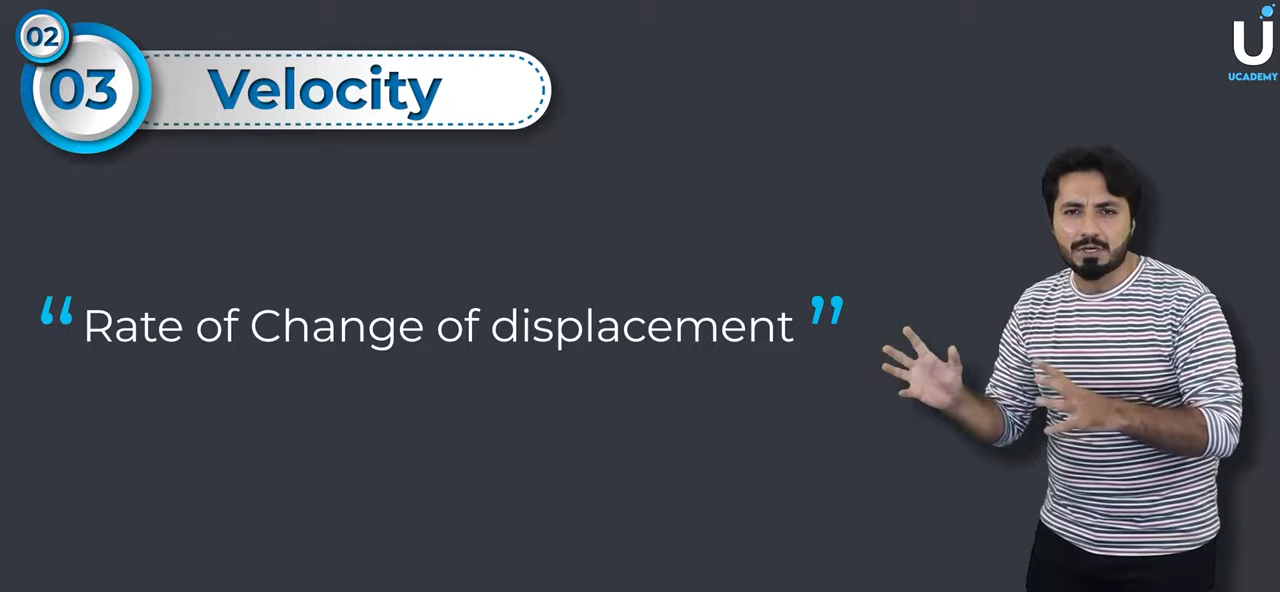 02
03 Velocity
U
UCADEMY
“ Rate of Change of displacement ”